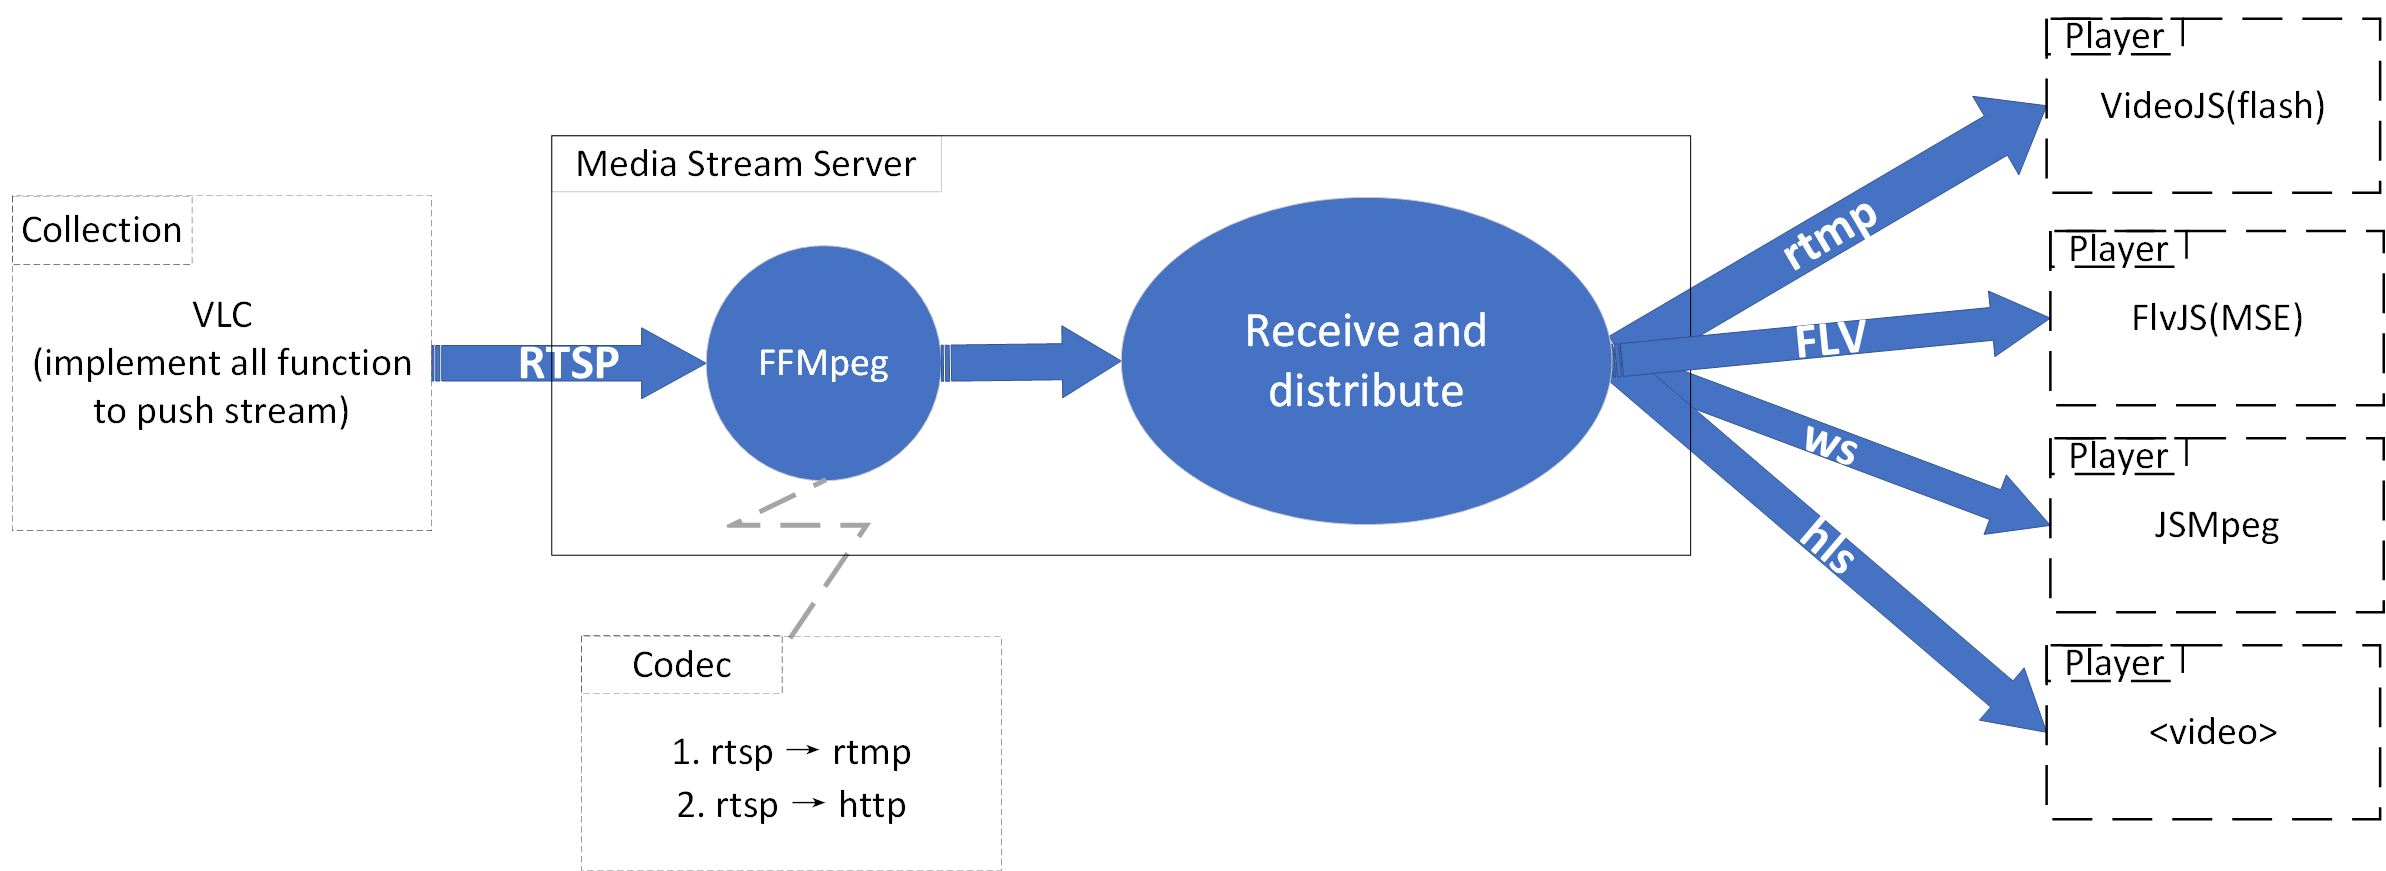 Collection
VLC
(implement all function
to push stream)
RTSP
Media Stream Server
FFMpeg
Receive and
distribute
Codec
1. rtsp → rtmp
2. rtsp → http
rtmp
FLV
ws
hls
Player
VideoJS(flash)
Player
FlvJS(MSE)
Player
JSMpeg
Player
<video>